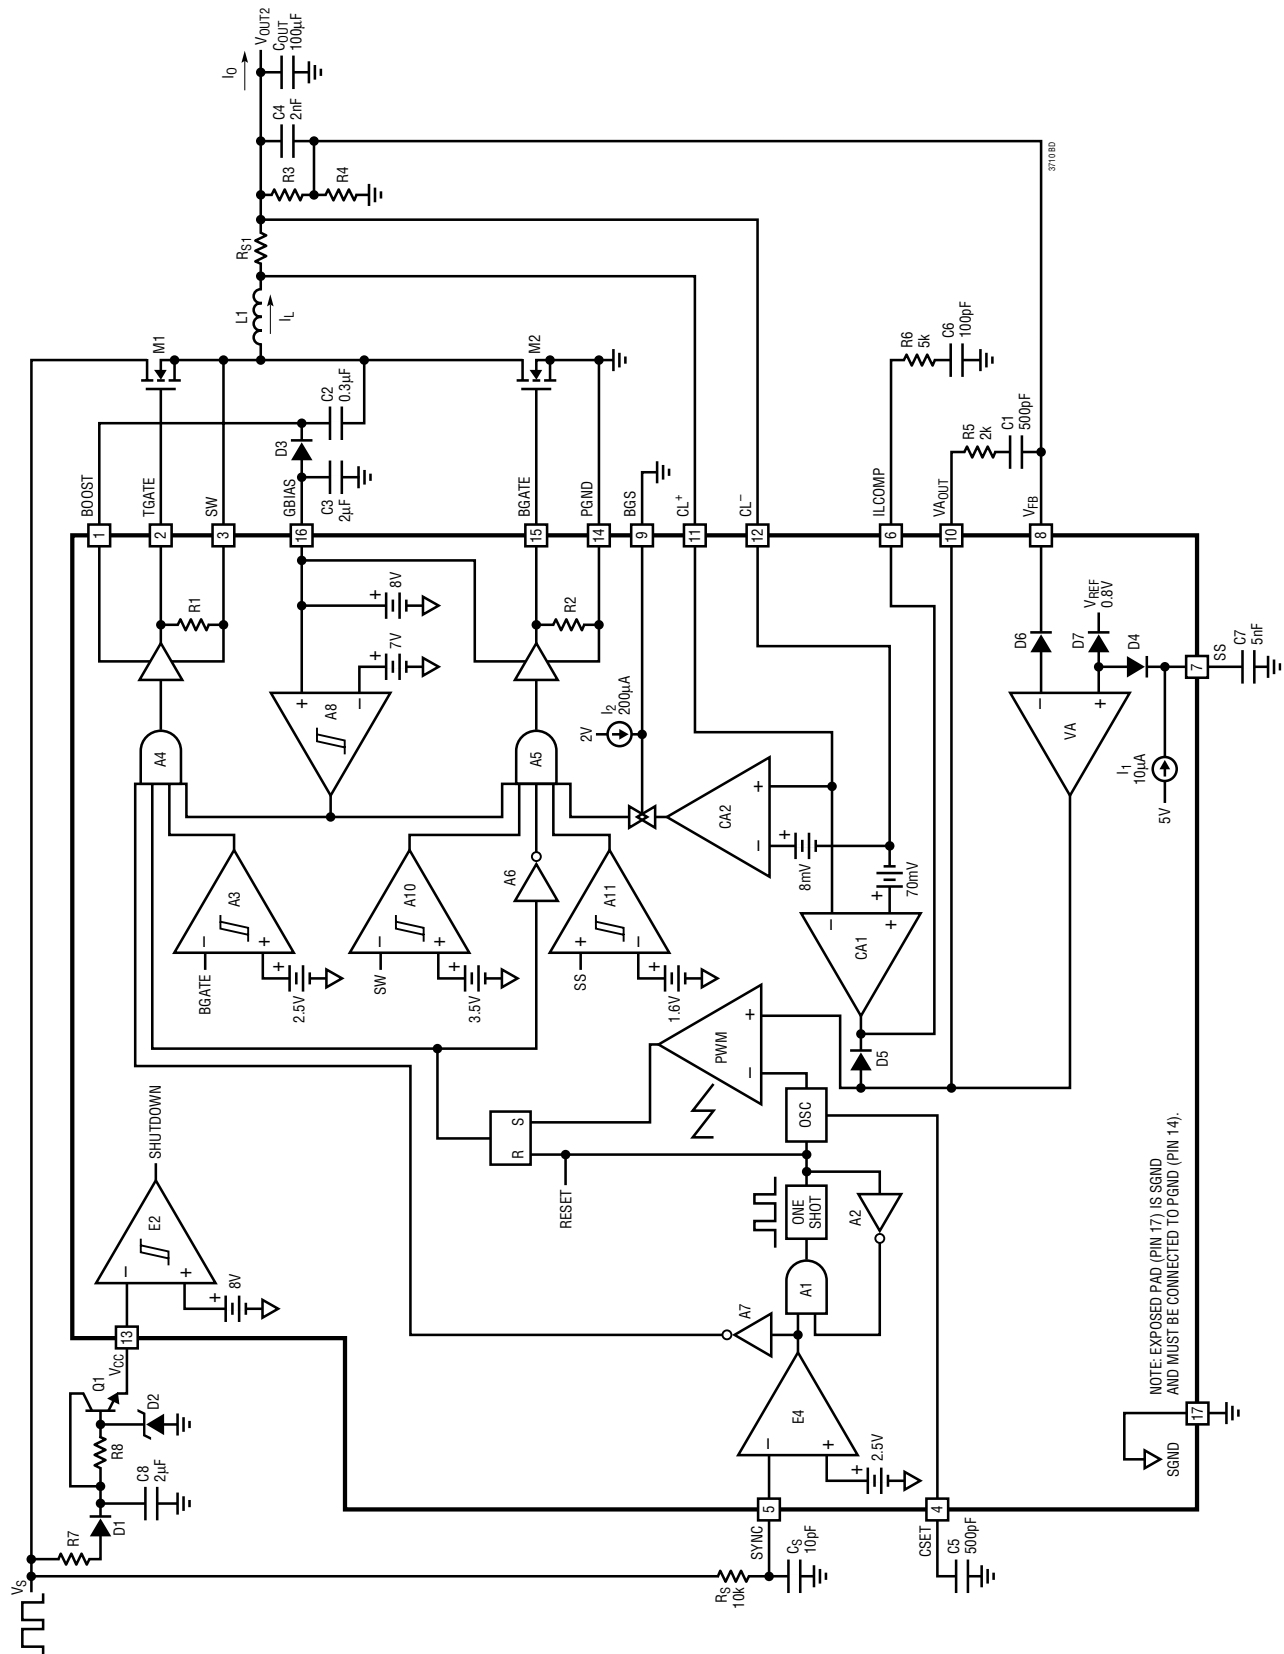 VS
R7
D1
C8
2µF
R8
Q1
D2
VCC
13
E2
−
+
+
8V
SHUTDOWN
BGATE
−
+
A3
+
2.5V
A4
R1
1
BOOST
2
TGATE
3
SW
M1
L1
IL
RS1
R3
R4
C4
2nF
COUT
100µF
VOUT2
IO
16
GBIAS
D3
C3
2µF
C2
0.3µF
+
−
A8
+
7V
+
8V
SW
−
+
A10
+
3.5V
A5
A6
R2
15
BGATE
14
PGND
M2
SS
+
−
A11
+
1.6V
2V
I2
200µA
9
BGS
11
CL+
12
CL−
CA2
−
+
+
8mV
+
70mV
CA1
−
+
D5
6
ILCOMP
R6
5k
C6
100pF
10
VAOUT
R5
2k
C1
500pF
8
VFB
D6
D7
VREF
0.8V
D4
VA
−
+
I1
10µA
5V
7
SS
C7
5nF
PWM
−
+
OSC
R
S
RESET
ONE
SHOT
A2
A1
A7
E4
−
+
+
2.5V
5
SYNC
RS
10k
CS
10pF
4
CSET
C5
500pF
17
SGND
NOTE: EXPOSED PAD (PIN 17) IS SGND
AND MUST BE CONNECTED TO PGND (PIN 14).
3710 BD